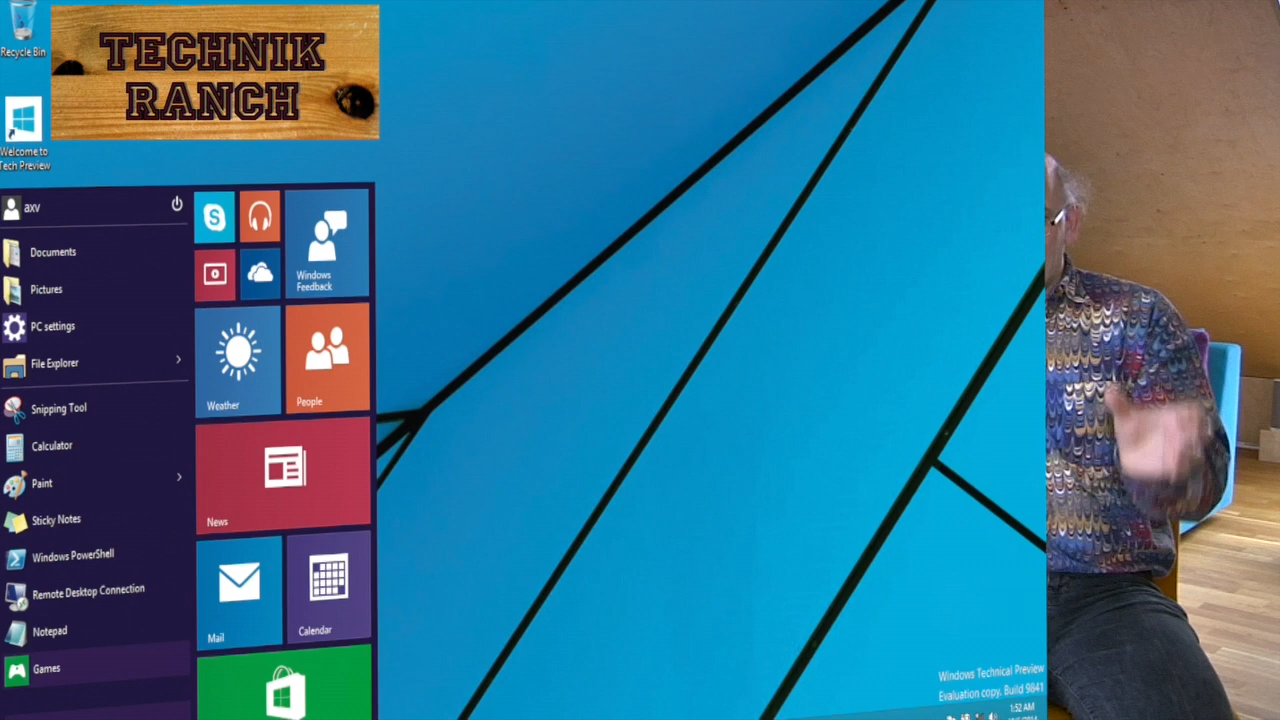 Recycle Bin
TECHNIK
RANCH
Welcome to
Tech Preview
axv
Documents
Pictures
PC settings
File Explorer
Snipping Tool
Calculator
Paint
Sticky Notes
Windows PowerShell
Remote Desktop Connection
Notepad
Games
Windows
Feedback
Weather
People
News
Mail
Calendar
Windows Technical Preview
Evaluation copy. Build 9841
1:52 AM